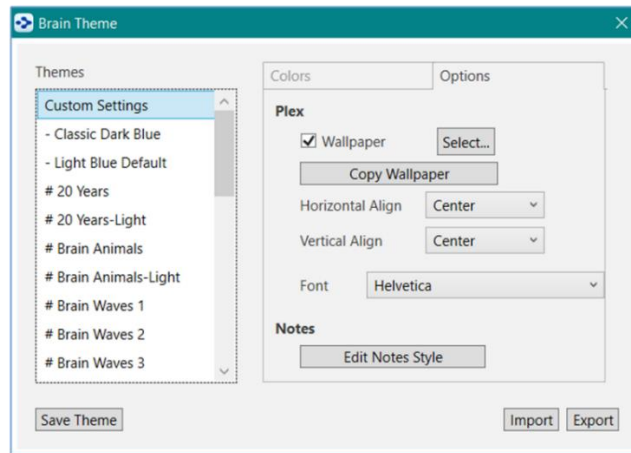 Brain Theme
Themes
Custom Settings
- Classic Dark Blue
- Light Blue Default
# 20 Years
# 20 Years-Light
# Brain Animals
# Brain Animals-Light
# Brain Waves 1
# Brain Waves 2
# Brain Waves 3
Save Theme
Colors Options
Plex
Wallpaper Select...
Copy Wallpaper
Horizontal Align Center
Vertical Align Center
Font Helvetica
Notes
Edit Notes Style
Import Export